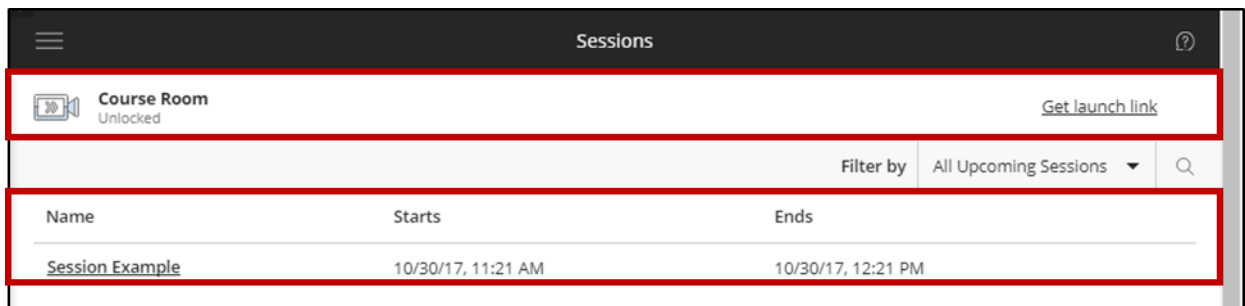 Sessions
Course Room
Unlocked
Get launch link
Filter by All Upcoming Sessions
Name Starts Ends
Session Example 10/30/17, 11:21 AM 10/30/17, 12:21 PM